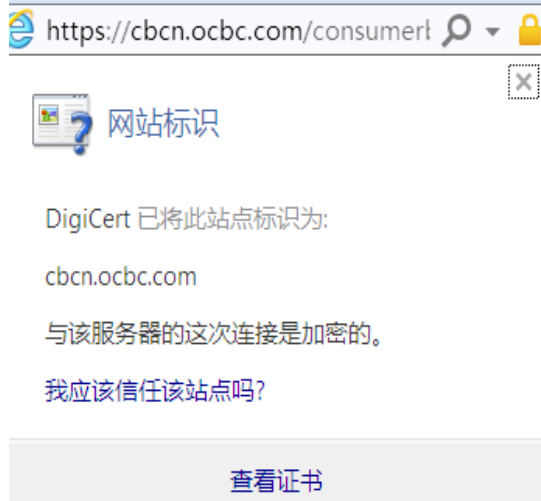 https://cbcn.ocbc.com/consumerb
网站标识
DigiCert 已将此站点标识为:
cbcn.ocbc.com
与该服务器的这次连接是加密的。
我应该信任该站点吗?
查看证书